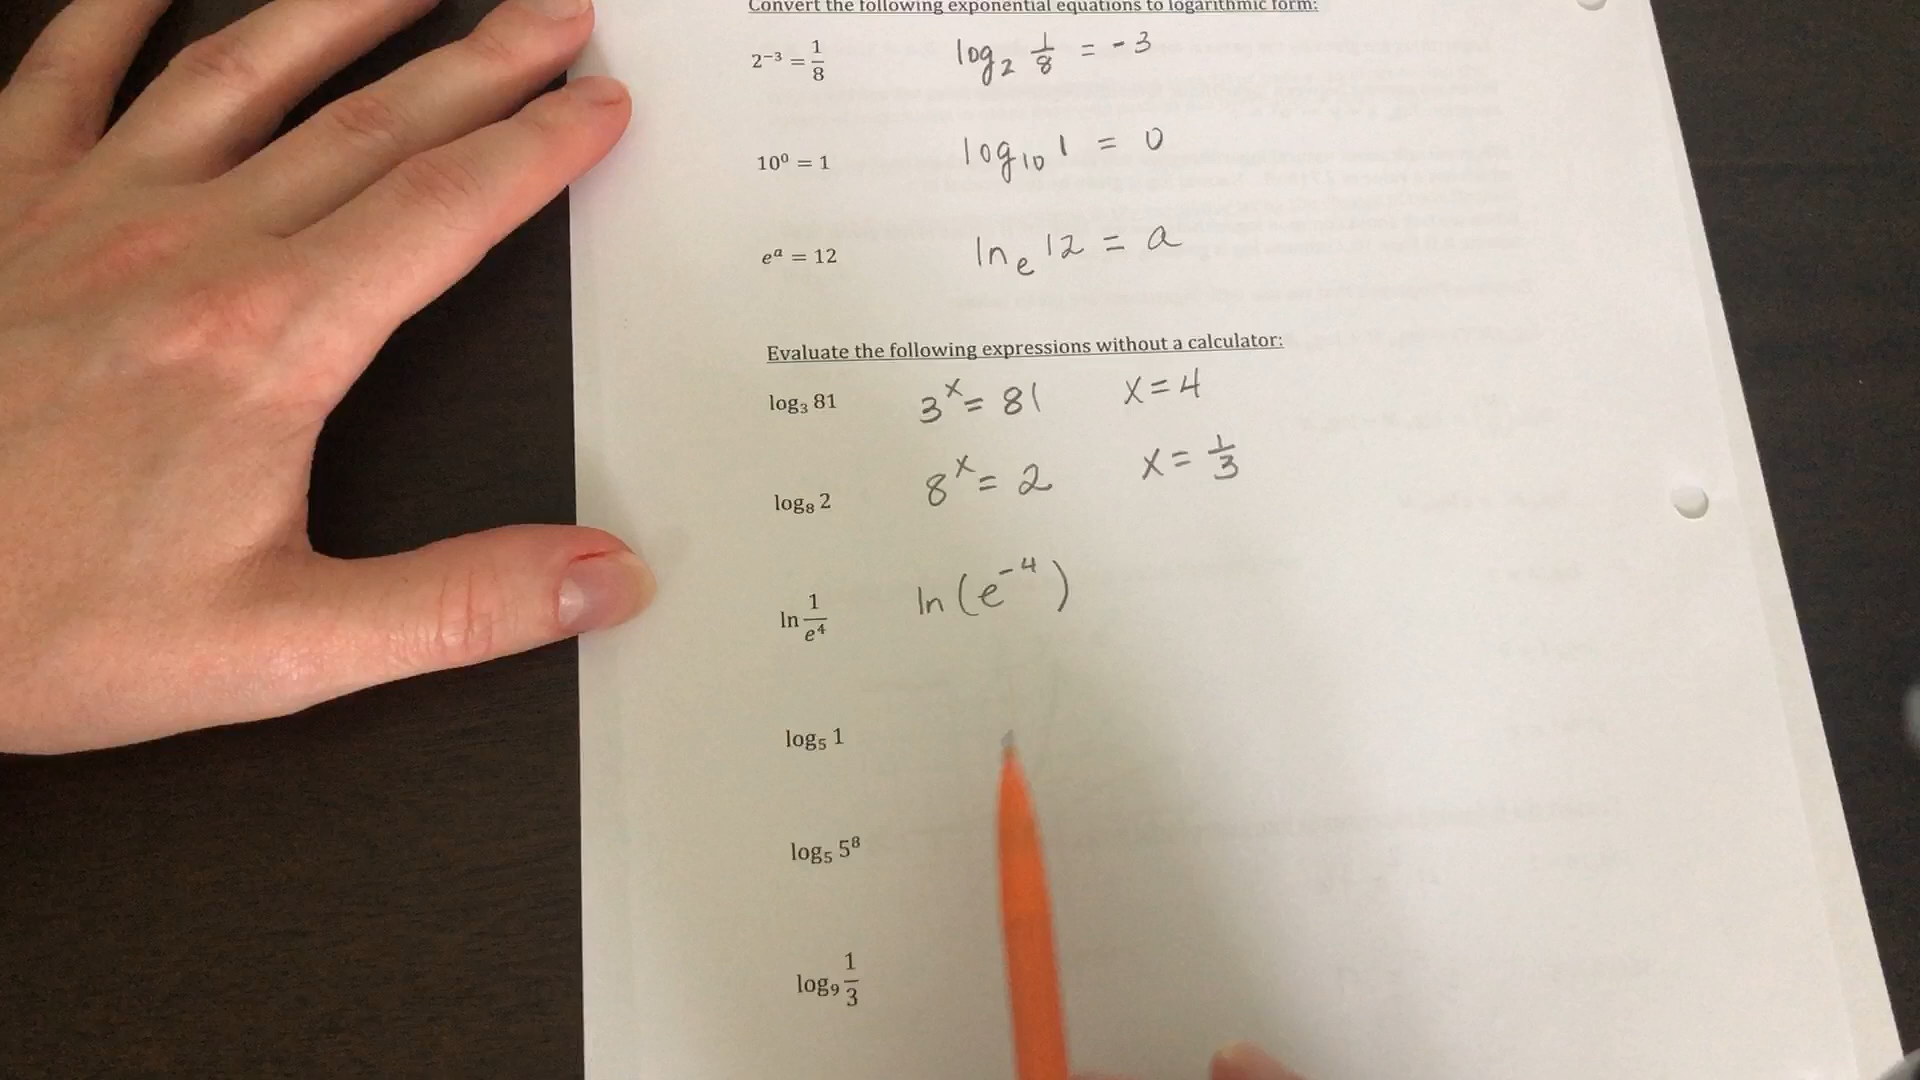 Convert the following exponential equations to logarithmic form:
2⁻³ = 1/8 log₂ 1/8 = -3
10⁰ = 1 log₁₀ 1 = 0
eᵃ = 12 lnₑ 12 = a
Evaluate the following expressions without a calculator:
log₃ 81 3ˣ = 81 x = 4
log₈ 2 8ˣ = 2 x = 1/3
ln 1/e⁴ ln (e⁻⁴)
log₅ 1
log₅ 5⁸
log₉ 1/3